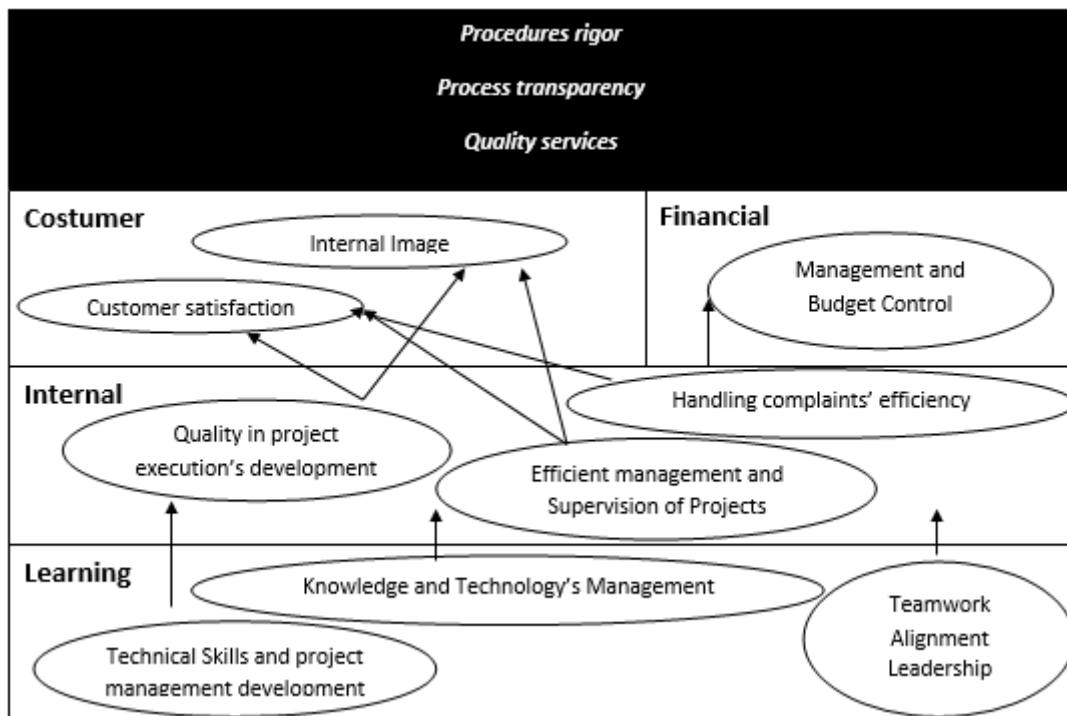 Procedures rigor
Process transparency
Quality services
Costumer
Internal Image
Customer satisfaction
Financial
Management and
Budget Control
Internal
Handling complaints’ efficiency
Quality in project
execution’s development
Efficient management and
Supervision of Projects
Learning
Knowledge and Technology’s Management
Technical Skills and project
management development
Teamwork
Alignment
Leadership